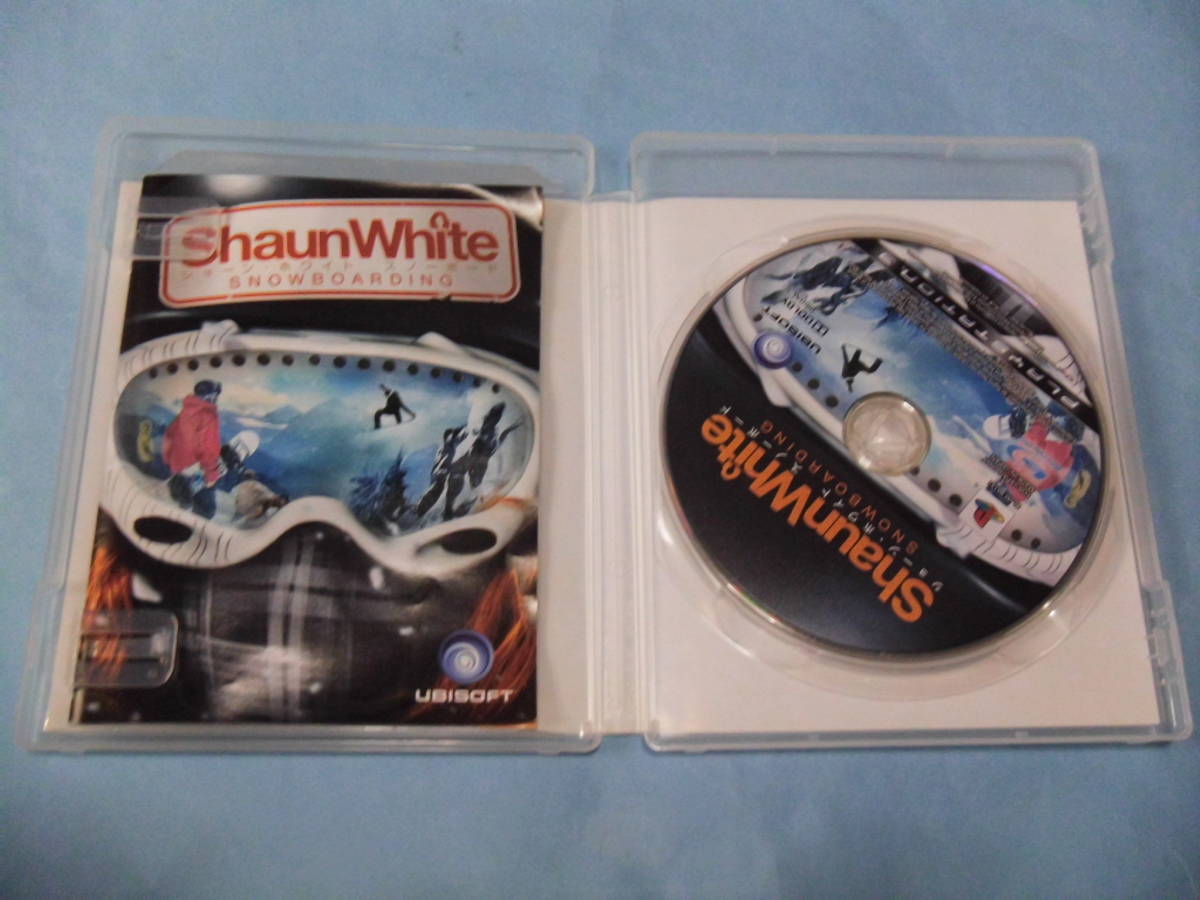 ShaunWhite
ショーン・ホワイト スノーボード
SNOWBOARDING
UBISOFT
PLAYSTATION 3
UBISOFT
DOLBY
ShaunWhite
ショーン・ホワイト スノーボード
SNOWBOARDING